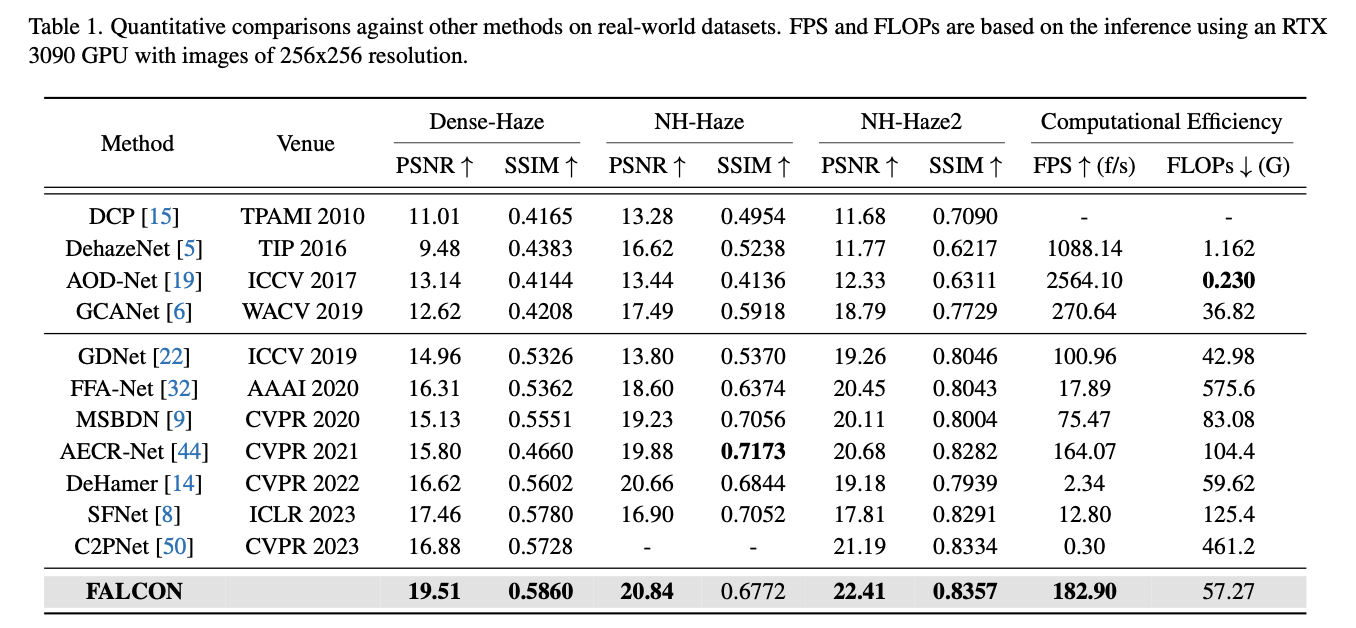 Table 1. Quantitative comparisons against other methods on real-world datasets. FPS and FLOPs are based on the inference using an RTX
3090 GPU with images of 256x256 resolution.
Method Venue Dense-Haze NH-Haze NH-Haze2 Computational Efficiency
PSNR ↑ SSIM ↑ PSNR ↑ SSIM ↑ PSNR ↑ SSIM ↑ FPS ↑ (f/s) FLOPs ↓ (G)
DCP [15] TPAMI 2010 11.01 0.4165 13.28 0.4954 11.68 0.7090 - -
DehazeNet [5] TIP 2016 9.48 0.4383 16.62 0.5238 11.77 0.6217 1088.14 1.162
AOD-Net [19] ICCV 2017 13.14 0.4144 13.44 0.4136 12.33 0.6311 2564.10 0.230
GCANet [6] WACV 2019 12.62 0.4208 17.49 0.5918 18.79 0.7729 270.64 36.82
GDNet [22] ICCV 2019 14.96 0.5326 13.80 0.5370 19.26 0.8046 100.96 42.98
FFA-Net [32] AAAI 2020 16.31 0.5362 18.60 0.6374 20.45 0.8043 17.89 575.6
MSBDN [9] CVPR 2020 15.13 0.5551 19.23 0.7056 20.11 0.8004 75.47 83.08
AECR-Net [44] CVPR 2021 15.80 0.4660 19.88 0.7173 20.68 0.8282 164.07 104.4
DeHamer [14] CVPR 2022 16.62 0.5602 20.66 0.6844 19.18 0.7939 2.34 59.62
SFNet [8] ICLR 2023 17.46 0.5780 16.90 0.7052 17.81 0.8291 12.80 125.4
C2PNet [50] CVPR 2023 16.88 0.5728 - - 21.19 0.8334 0.30 461.2
FALCON 19.51 0.5860 20.84 0.6772 22.41 0.8357 182.90 57.27